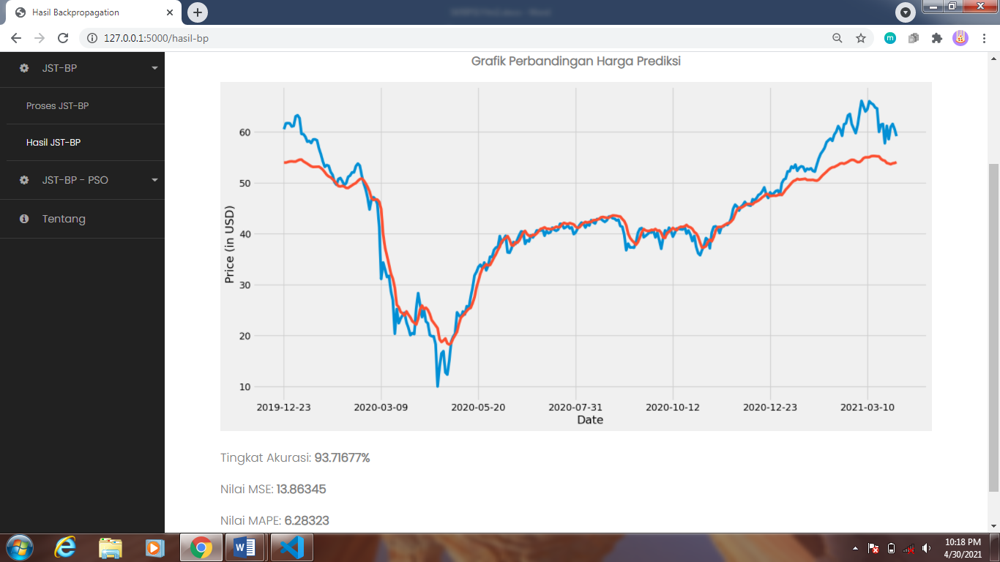 Hasil Backpropagation
127.0.0.1:5000/hasil-bp
JST-BP
Proses JST-BP
Hasil JST-BP
JST-BP - PSO
Tentang
Grafik Perbandingan Harga Prediksi
Price (in USD)
60
50
40
30
20
10
2019-12-23 2020-03-09 2020-05-20 2020-07-31 2020-10-12 2020-12-23 2021-03-10
Date
Tingkat Akurasi: 93.71677%
Nilai MSE: 13.86345
Nilai MAPE: 6.28323
10:18 PM
4/30/2021